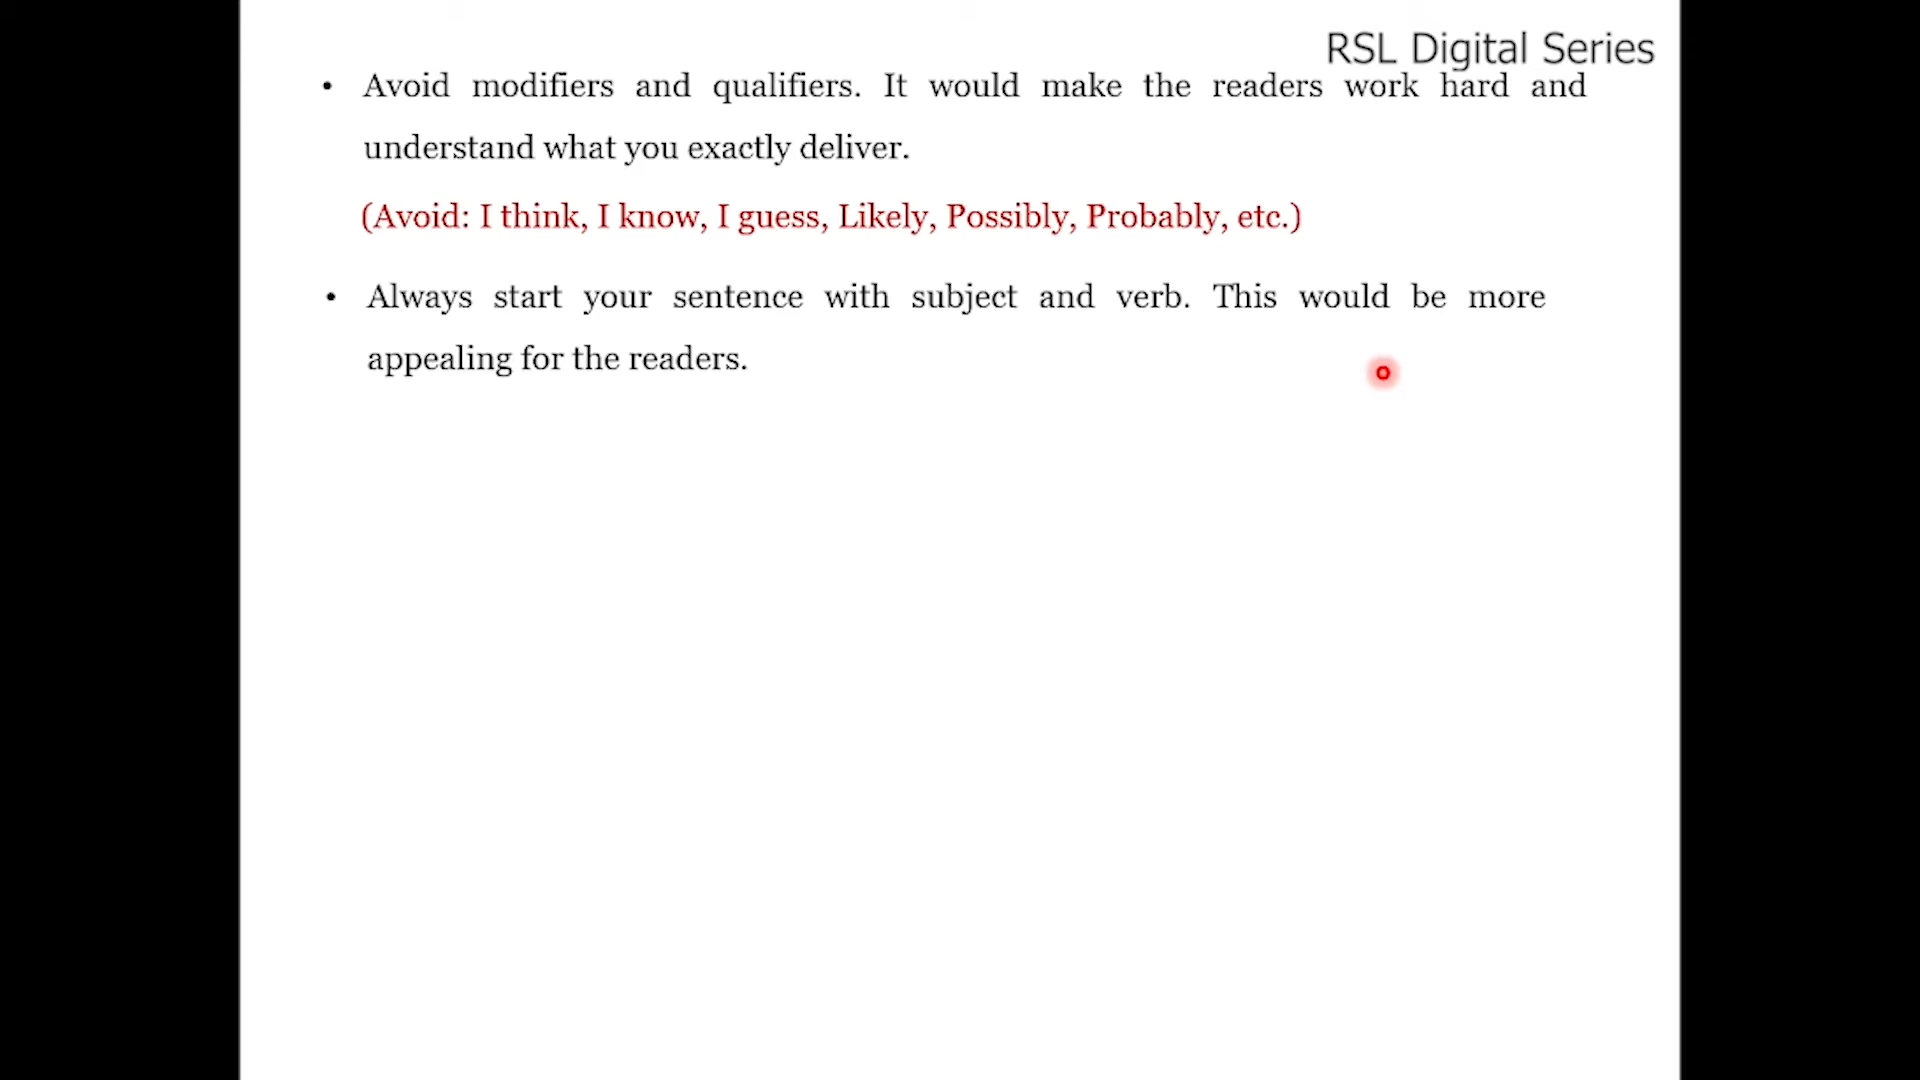 RSL Digital Series
• Avoid modifiers and qualifiers. It would make the readers work hard and
understand what you exactly deliver.
(Avoid: I think, I know, I guess, Likely, Possibly, Probably, etc.)
• Always start your sentence with subject and verb. This would be more
appealing for the readers.